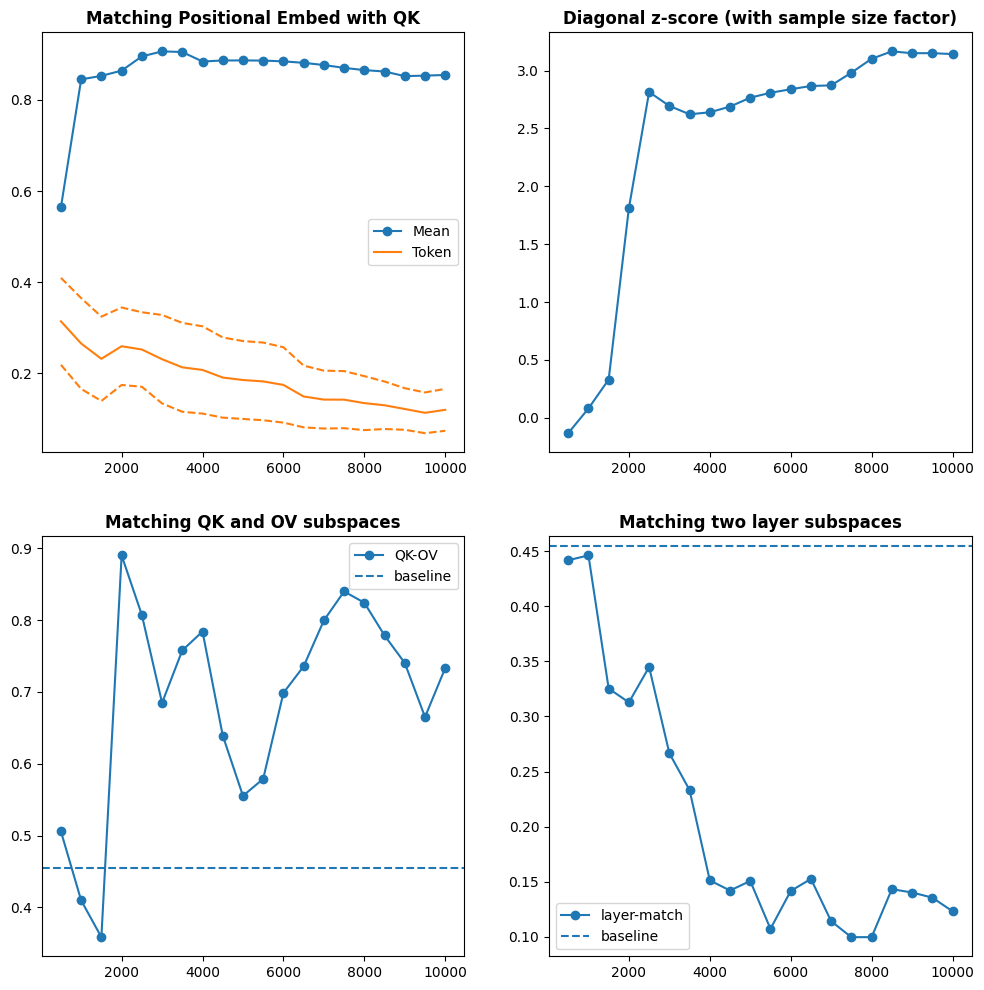 Matching Positional Embed with QK
0.8
0.6
0.4
0.2
Mean
Token
2000 4000 6000 8000 10000
Diagonal z-score (with sample size factor)
3.0
2.5
2.0
1.5
1.0
0.5
0.0
2000 4000 6000 8000 10000
Matching QK and OV subspaces
0.9
0.8
0.7
0.6
0.5
0.4
QK-OV
baseline
2000 4000 6000 8000 10000
Matching two layer subspaces
0.45
0.40
0.35
0.30
0.25
0.20
0.15
0.10
layer-match
baseline
2000 4000 6000 8000 10000